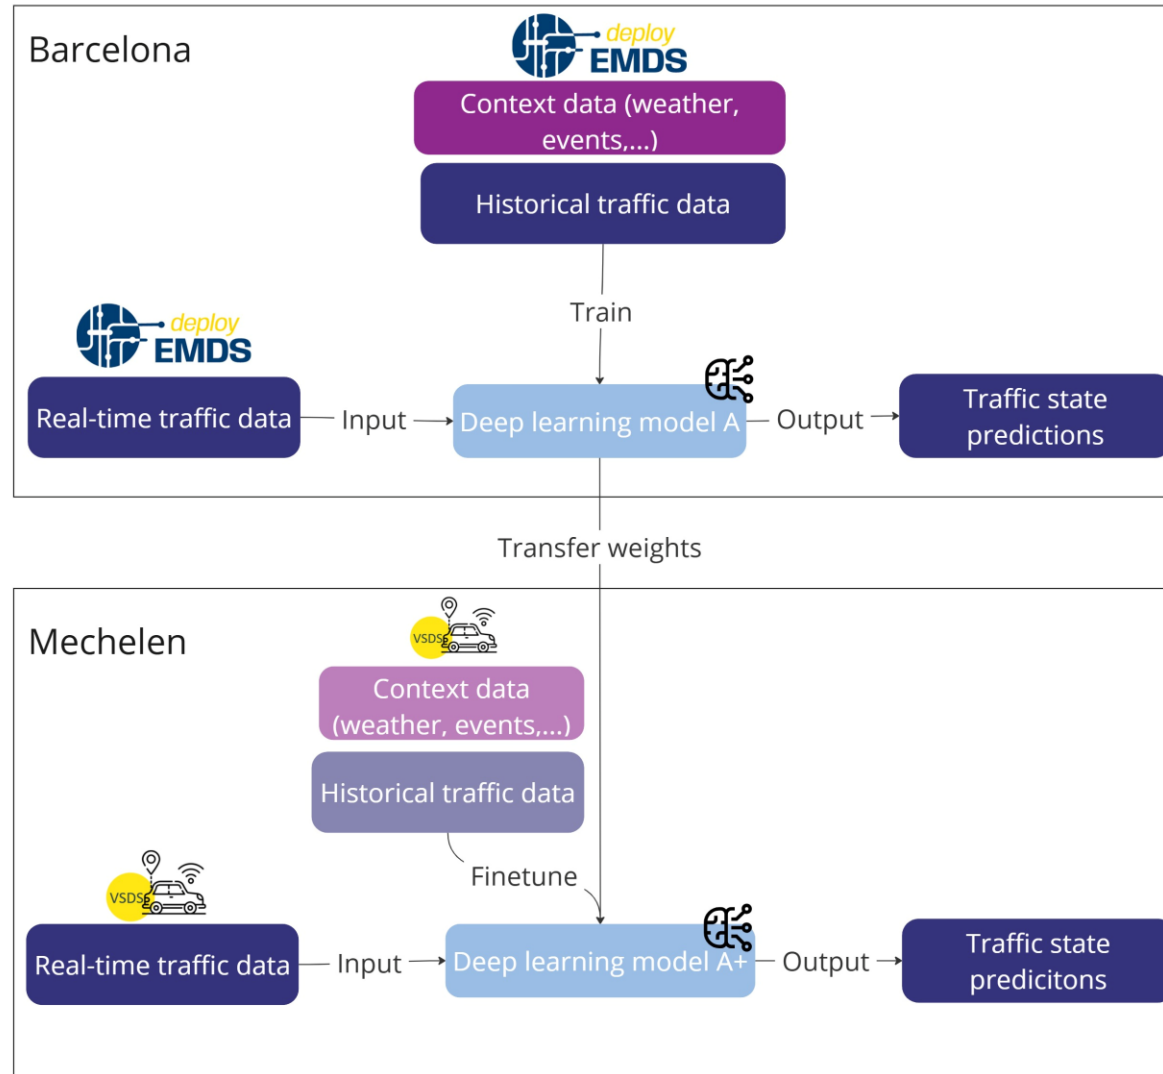 Barcelona
deploy
EMDS
Context data (weather,
events,...)
Historical traffic data
Train
deploy
EMDS
Real-time traffic data
Input
Deep learning model A
Output
Traffic state
predictions
Transfer weights
Mechelen
VSDS
Context data
(weather, events,...)
Historical traffic data
Finetune
VSDS
Real-time traffic data
Input
Deep learning model A+
Output
Traffic state
predicitons